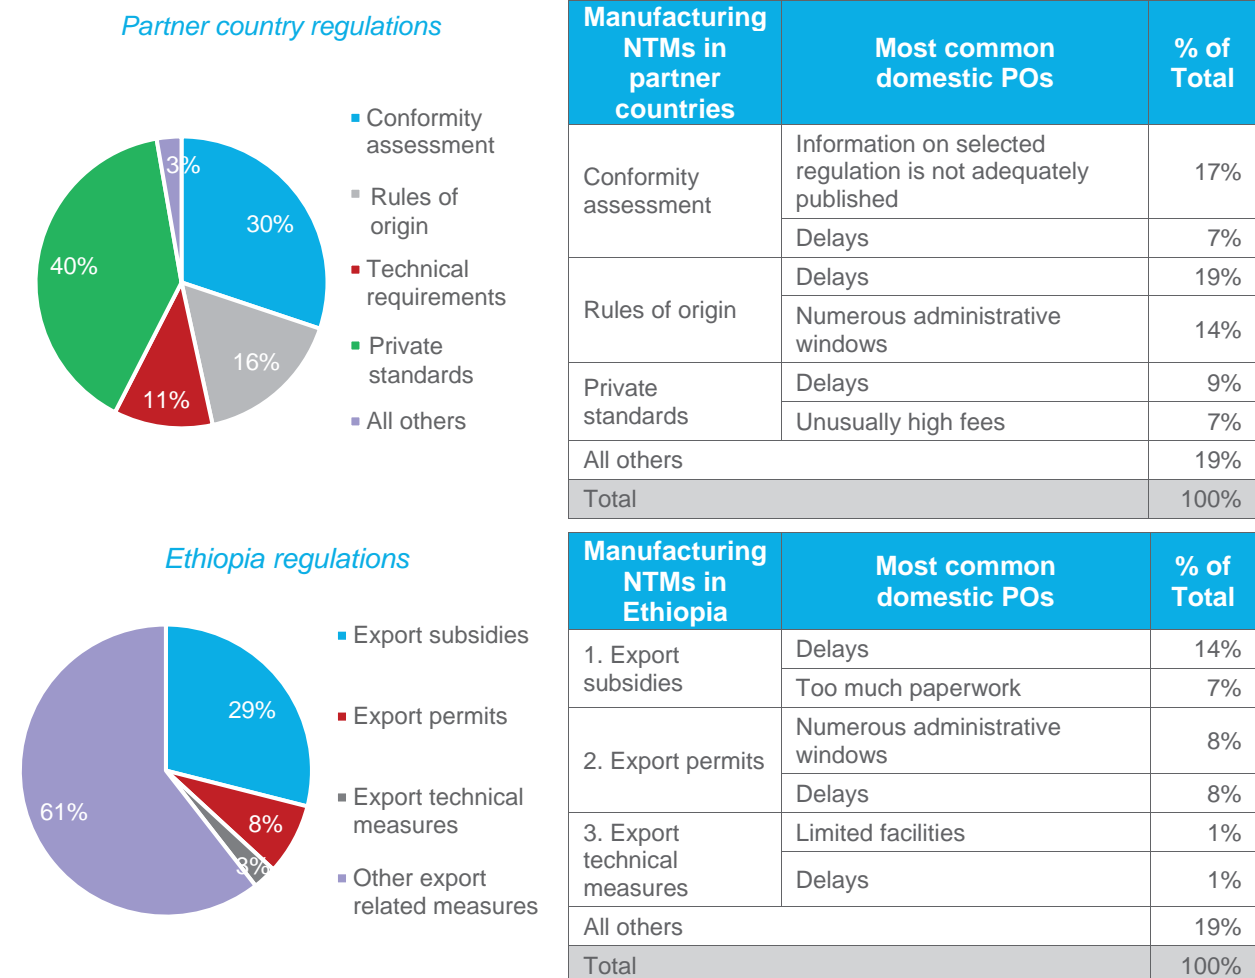 Partner country regulations
3%
30%
40%
16%
11%
Conformity
assessment
Rules of
origin
Technical
requirements
Private
standards
All others
Manufacturing
NTMs in
partner
countries
Most common
domestic POs
% of
Total
Conformity
assessment
Information on selected
regulation is not adequately
published
17%
Delays
7%
Rules of origin
Delays
19%
Numerous administrative
windows
14%
Private
standards
Delays
9%
Unusually high fees
7%
All others
19%
Total
100%
Ethiopia regulations
29%
61%
8%
3%
Export subsidies
Export permits
Export technical
measures
Other export
related measures
Manufacturing
NTMs in
Ethiopia
Most common
domestic POs
% of
Total
1. Export
subsidies
Delays
14%
Too much paperwork
7%
2. Export permits
Numerous administrative
windows
8%
Delays
8%
3. Export
technical
measures
Limited facilities
1%
Delays
1%
All others
19%
Total
100%